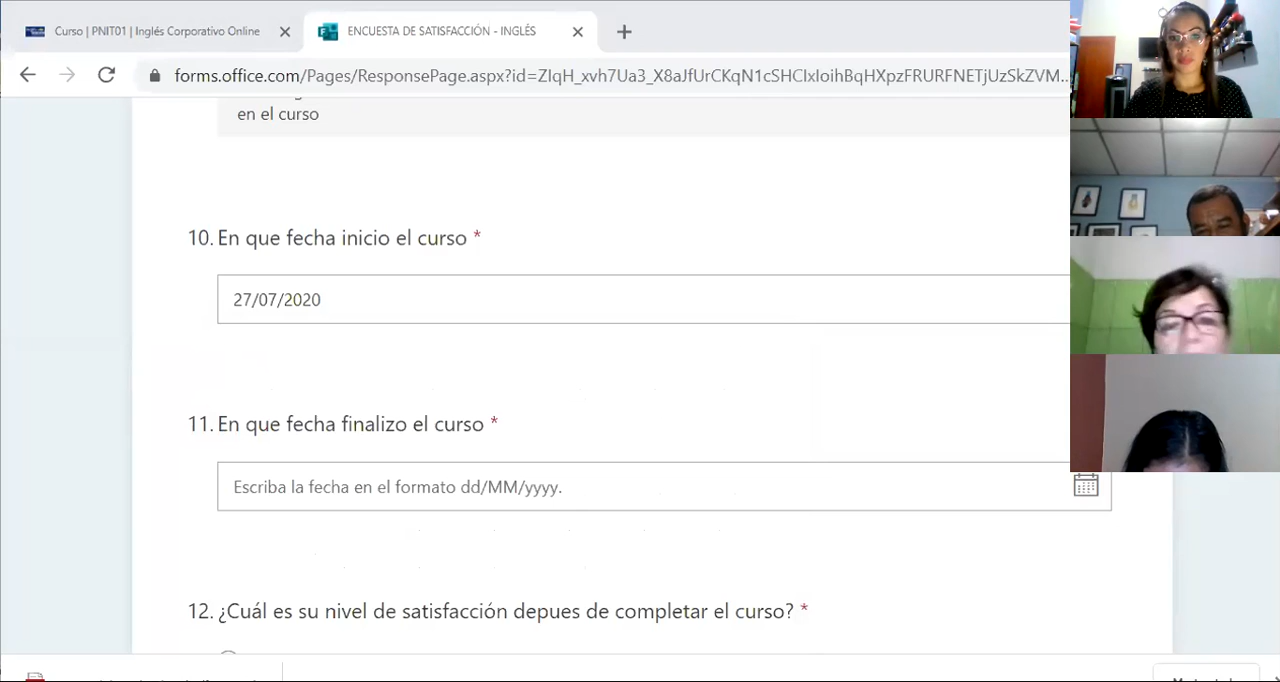 Curso | PNIT01 | Inglés Corporativo Online
ENCUESTA DE SATISFACCIÓN - INGLÉS
forms.office.com/Pages/ResponsePage.aspx?id=ZIqH_xvh7Ua3_X8aJfUrCKqN1cSHCIxIoihBqHXpzFRURFNETjUzSkZVM...
en el curso
10. En que fecha inicio el curso *
27/07/2020
11. En que fecha finalizo el curso *
Escriba la fecha en el formato dd/MM/yyyy.
12. ¿Cuál es su nivel de satisfacción depues de completar el curso? *